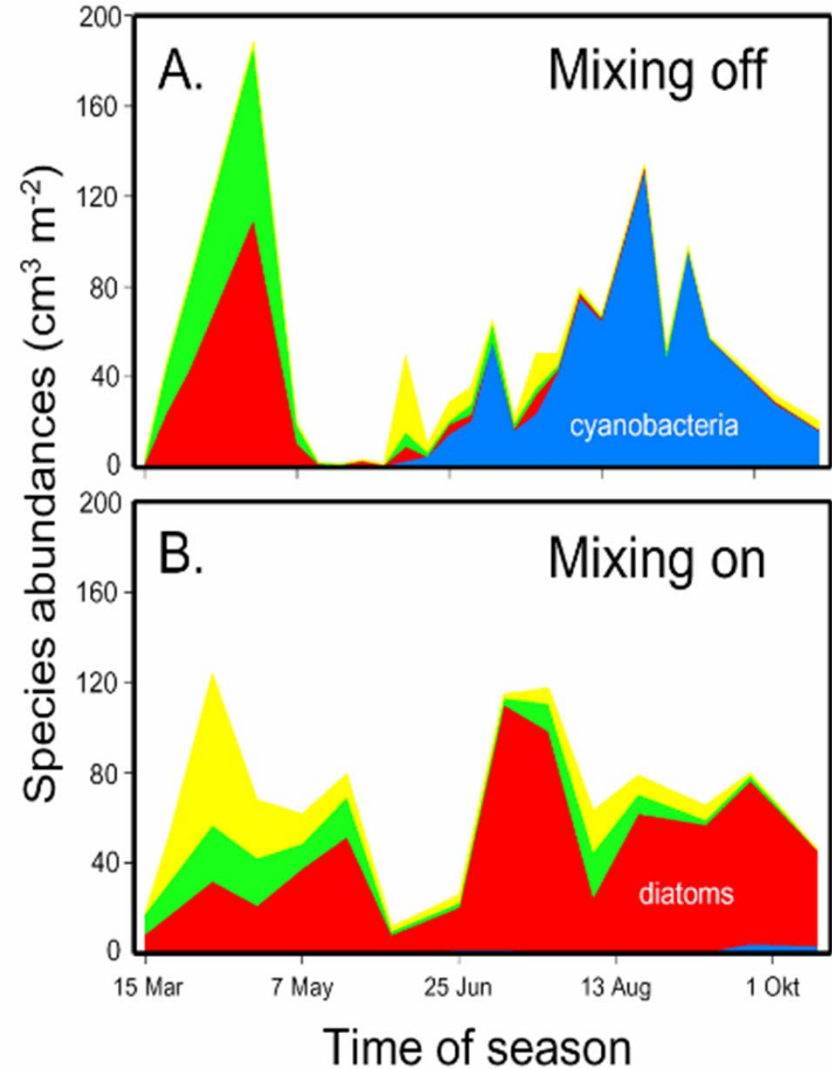 Species abundances (cm³ m⁻²)
A.
Mixing off
200
160
120
80
40
0
cyanobacteria
B.
Mixing on
200
160
120
80
40
0
diatoms
15 Mar
7 May
25 Jun
13 Aug
1 Okt
Time of season